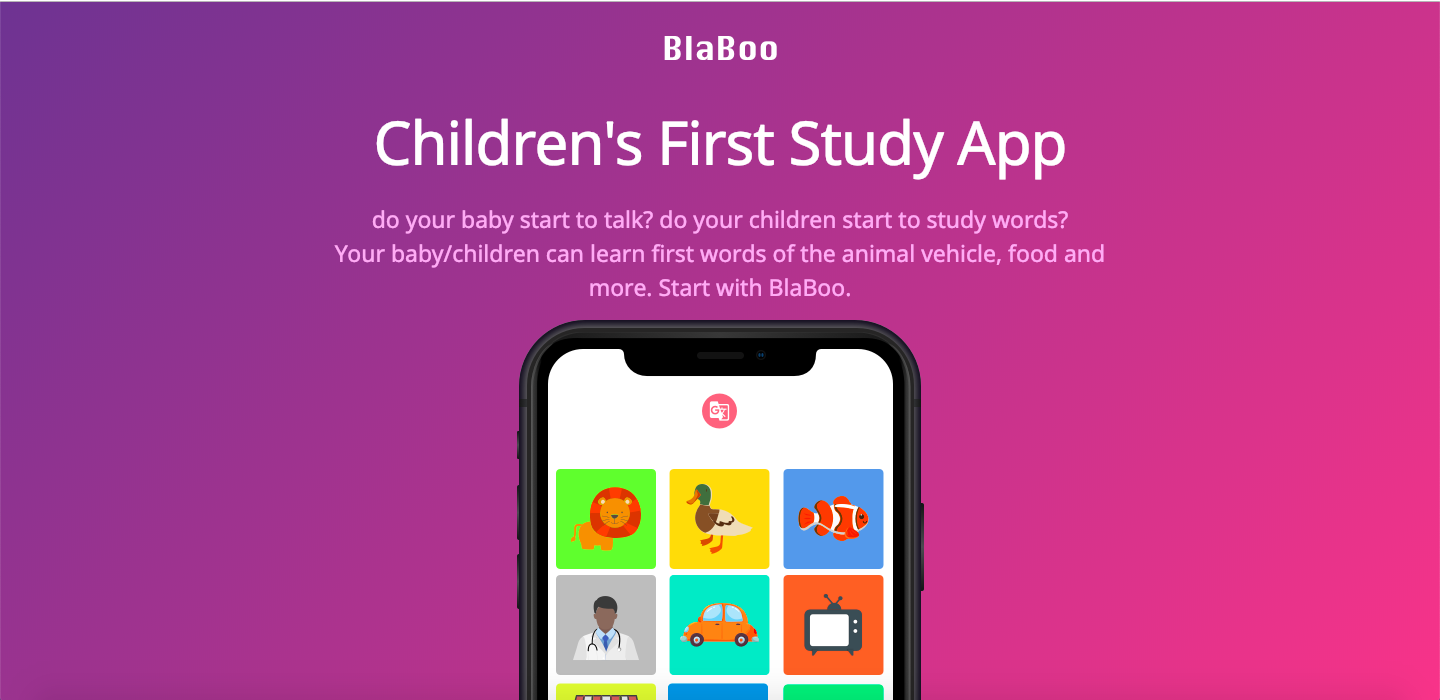 BlaBoo
Children's First Study App
do your baby start to talk? do your children start to study words?
Your baby/children can learn first words of the animal vehicle, food and
more. Start with BlaBoo.